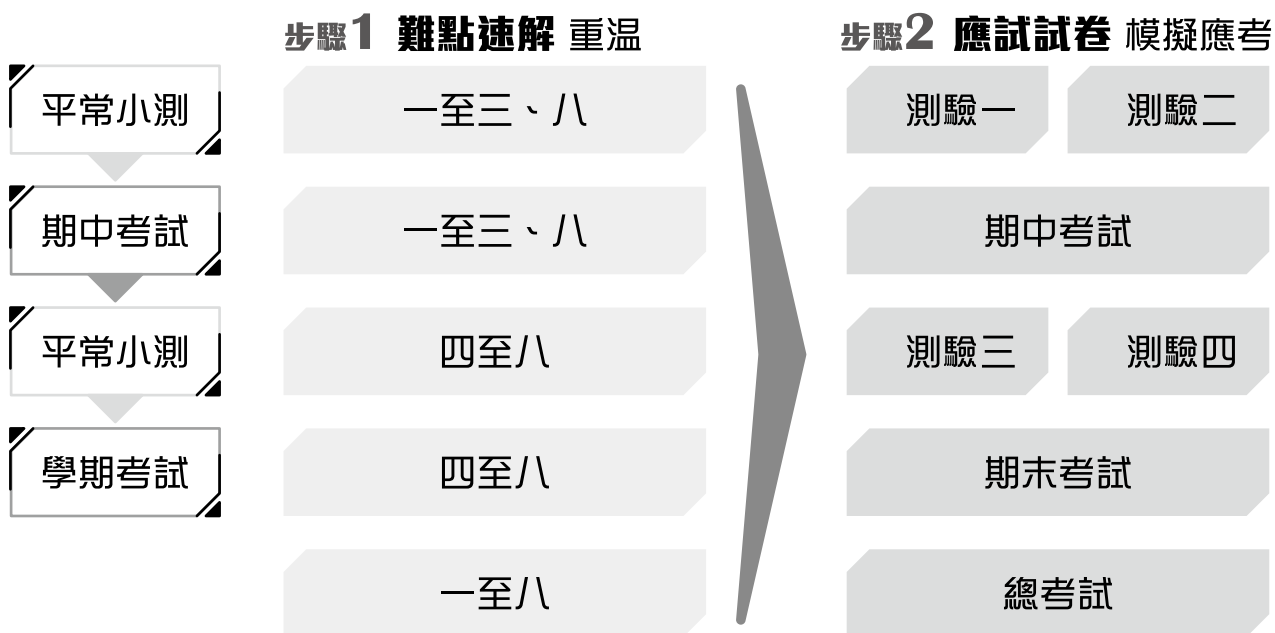 步驟1 難點速解 重温 步驟2 應試試卷 模擬應考
平常小測 一至三、八 測驗一 測驗二
期中考試 一至三、八 期中考試
平常小測 四至八 測驗三 測驗四
學期考試 四至八 期末考試
一至八 總考試